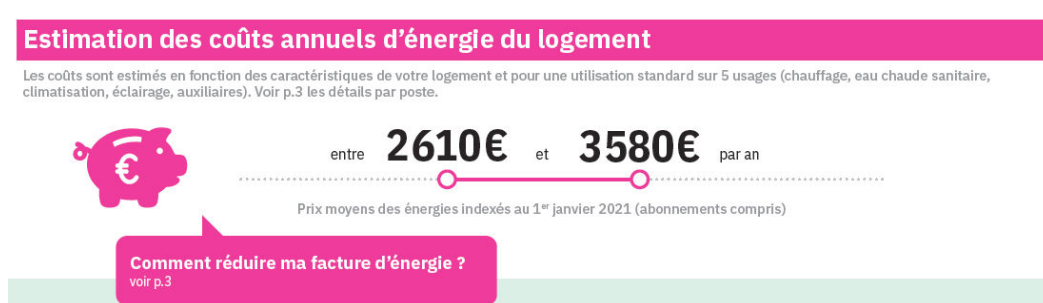 Estimation des coûts annuels d’énergie du logement
Les coûts sont estimés en fonction des caractéristiques de votre logement et pour une utilisation standard sur 5 usages (chauffage, eau chaude sanitaire,
climatisation, éclairage, auxiliaires). Voir p.3 les détails par poste.
entre 2610€ et 3580€ par an
€
Prix moyens des énergies indexés au 1er janvier 2021 (abonnements compris)
Comment réduire ma facture d’énergie ?
voir p.3